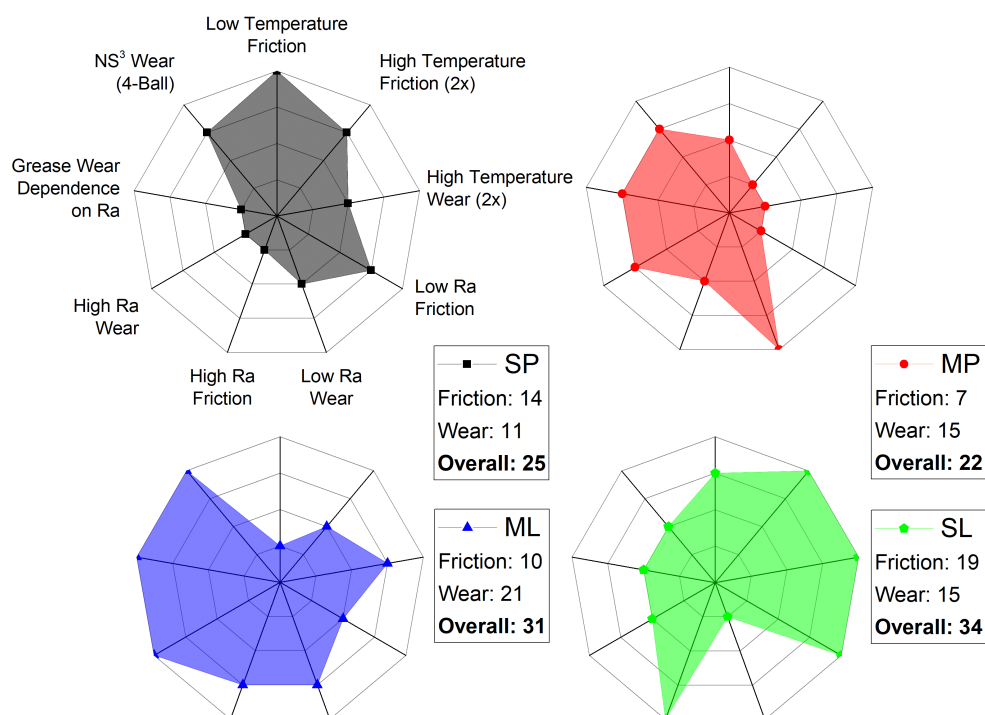 Low Temperature
Friction
NS³ Wear
(4-Ball)
High Temperature
Friction (2x)
Grease Wear
Dependence
on Ra
High Temperature
Wear (2x)
Low Ra
Friction
High Ra
Wear
High Ra
Friction
Low Ra
Wear
SP
Friction: 14
Wear: 11
Overall: 25
MP
Friction: 7
Wear: 15
Overall: 22
ML
Friction: 10
Wear: 21
Overall: 31
SL
Friction: 19
Wear: 15
Overall: 34